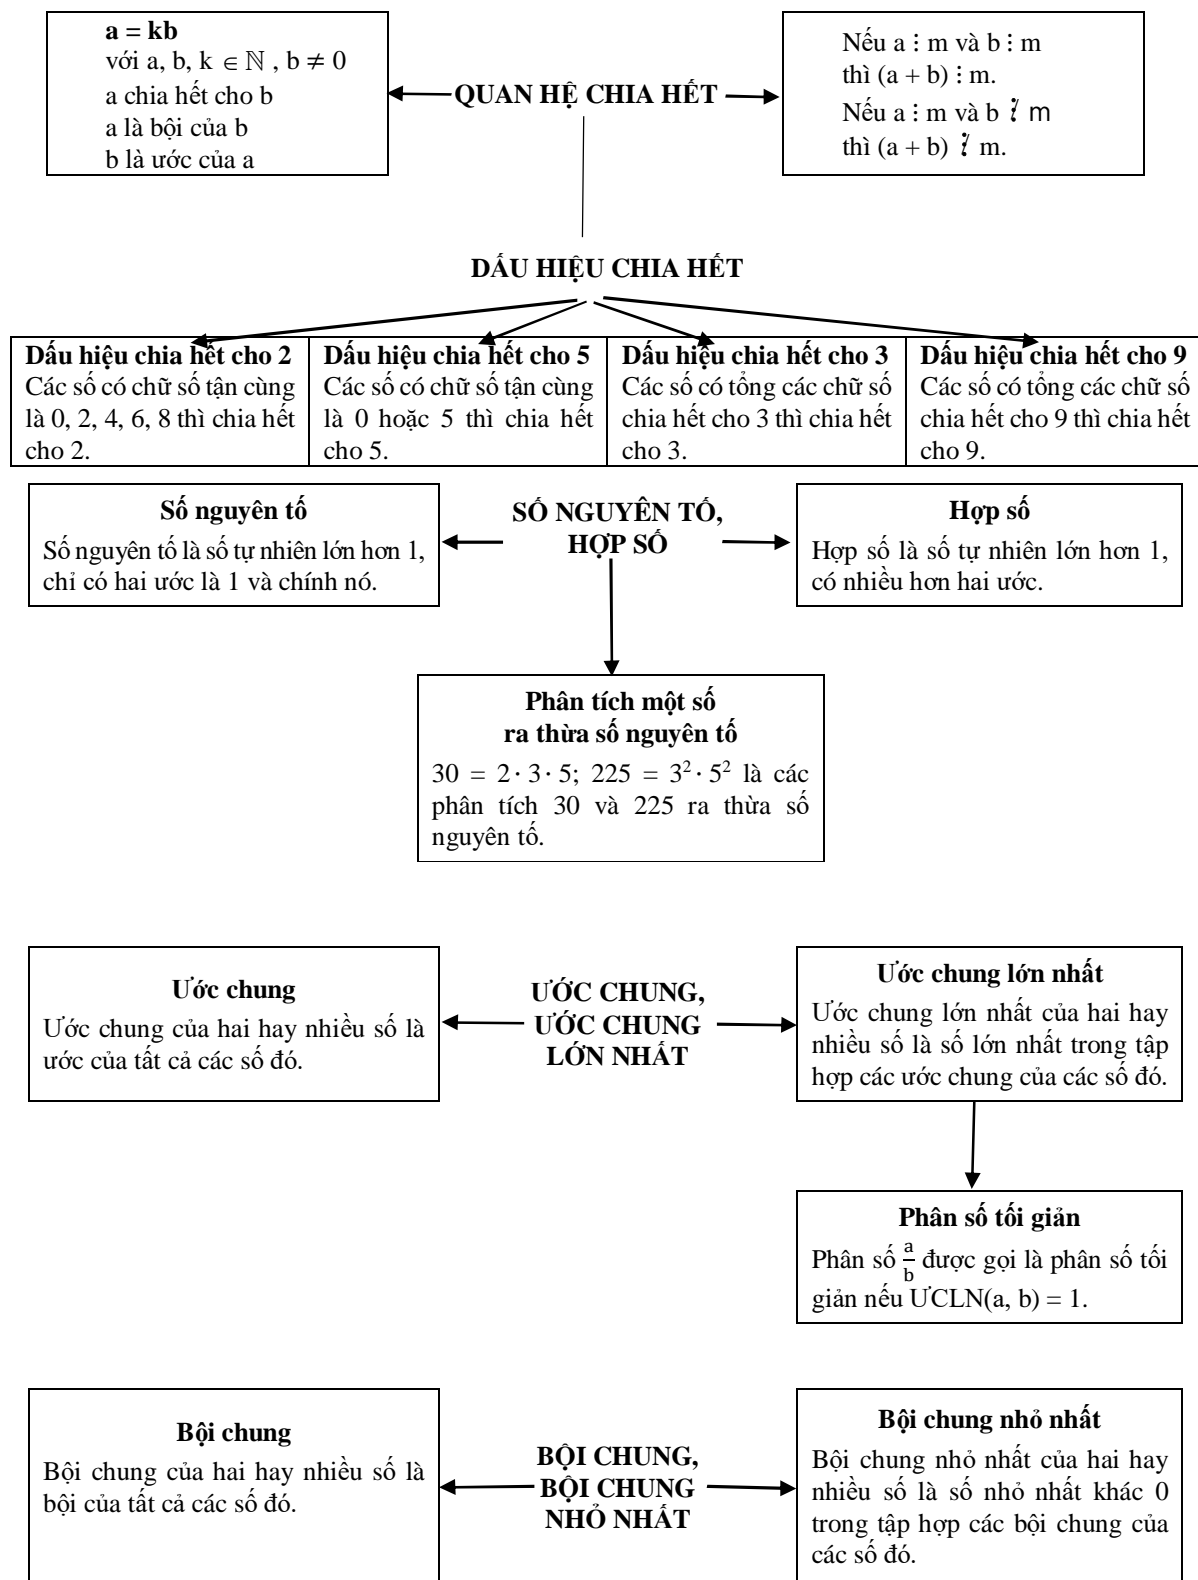 a = kb
với a, b, k ∈ ℕ , b ≠ 0
a chia hết cho b
a là bội của b
b là ước của a
QUAN HỆ CHIA HẾT
Nếu a ⋮ m và b ⋮ m
thì (a + b) ⋮ m.
Nếu a ⋮ m và b ⋮̸ m
thì (a + b) ⋮̸ m.
DẤU HIỆU CHIA HẾT
Dấu hiệu chia hết cho 2
Các số có chữ số tận cùng
là 0, 2, 4, 6, 8 thì chia hết
cho 2.
Dấu hiệu chia hết cho 5
Các số có chữ số tận cùng
là 0 hoặc 5 thì chia hết
cho 5.
Dấu hiệu chia hết cho 3
Các số có tổng các chữ số
chia hết cho 3 thì chia hết
cho 3.
Dấu hiệu chia hết cho 9
Các số có tổng các chữ số
chia hết cho 9 thì chia hết
cho 9.
Số nguyên tố
Số nguyên tố là số tự nhiên lớn hơn 1,
chỉ có hai ước là 1 và chính nó.
SỐ NGUYÊN TỐ,
HỢP SỐ
Hợp số
Hợp số là số tự nhiên lớn hơn 1,
có nhiều hơn hai ước.
Phân tích một số
ra thừa số nguyên tố
30 = 2 · 3 · 5; 225 = 3² · 5² là các
phân tích 30 và 225 ra thừa số
nguyên tố.
Ước chung
Ước chung của hai hay nhiều số là
ước của tất cả các số đó.
ƯỚC CHUNG,
ƯỚC CHUNG
LỚN NHẤT
Ước chung lớn nhất
Ước chung lớn nhất của hai hay
nhiều số là số lớn nhất trong tập
hợp các ước chung của các số đó.
Phân số tối giản
Phân số a/b được gọi là phân số tối
giản nếu ƯCLN(a, b) = 1.
Bội chung
Bội chung của hai hay nhiều số là
bội của tất cả các số đó.
BỘI CHUNG,
BỘI CHUNG
NHỎ NHẤT
Bội chung nhỏ nhất
Bội chung nhỏ nhất của hai hay
nhiều số là số nhỏ nhất khác 0
trong tập hợp các bội chung của
các số đó.